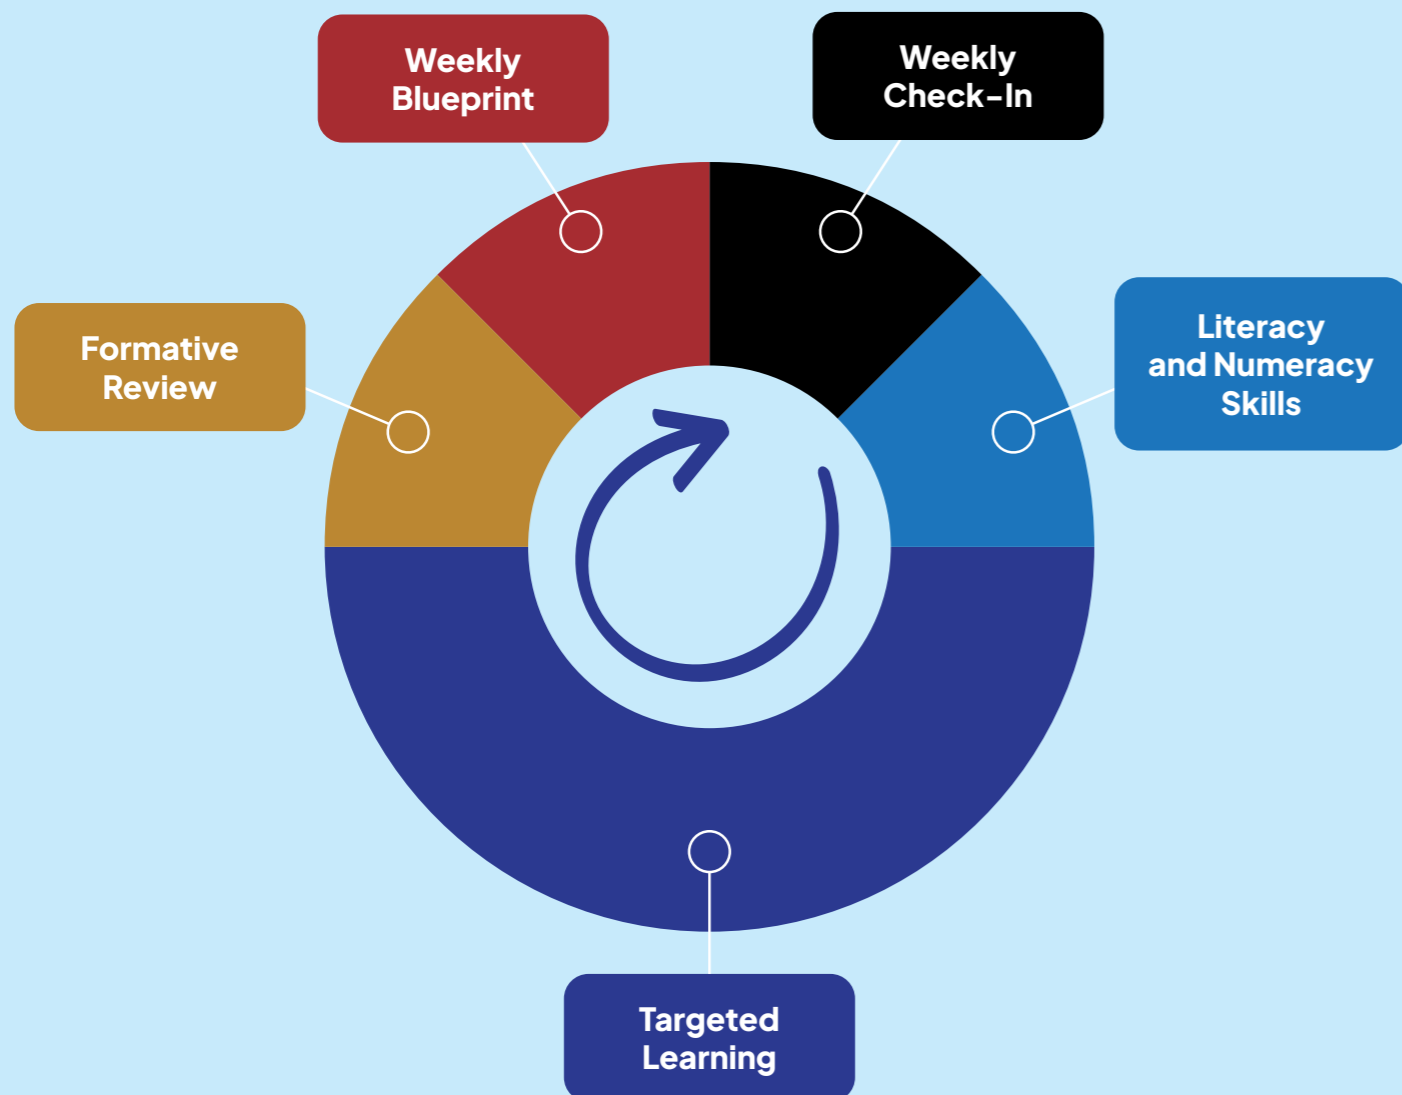 Weekly
Blueprint
Weekly
Check-In
Formative
Review
Literacy
and Numeracy
Skills
Targeted
Learning